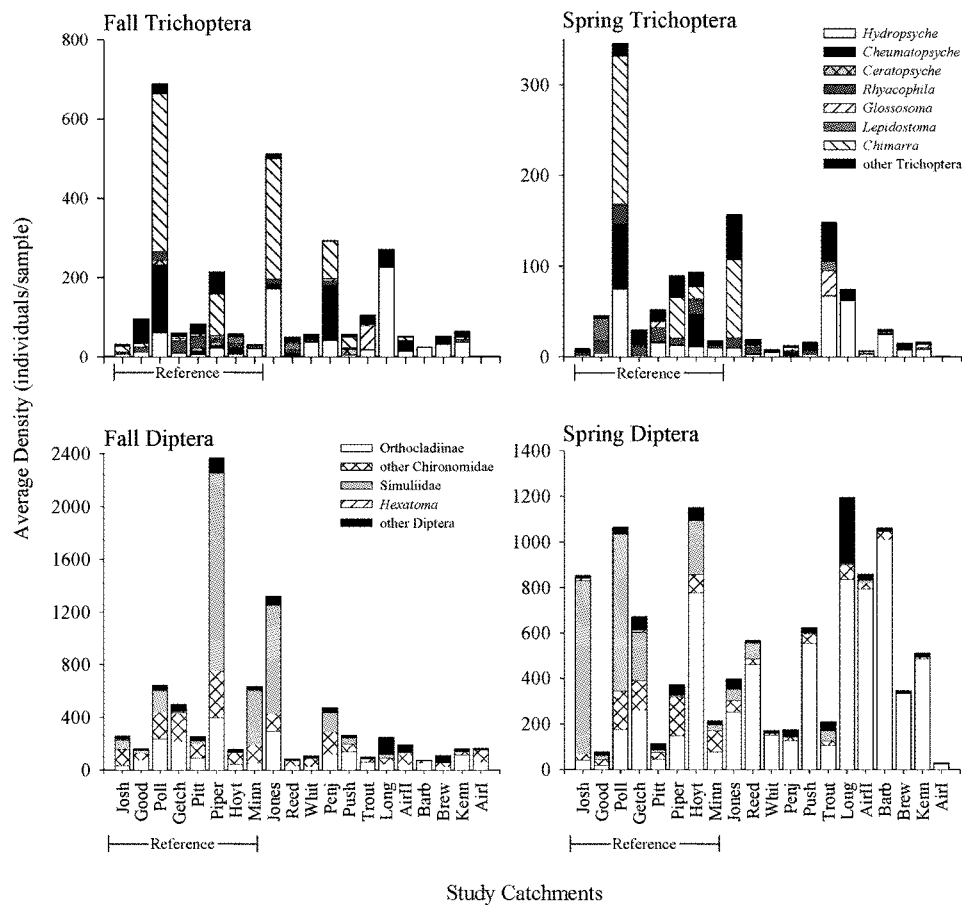 Fall Trichoptera
Spring Trichoptera
800
600
400
200
0
300
200
100
0
Hydropsyche
Cheumatopsyche
Ceratopsyche
Rhyacophila
Glossosoma
Lepidostoma
Chimarra
other Trichoptera
Reference
Reference
Average Density (individuals/sample)
Fall Diptera
Spring Diptera
2400
2000
1600
1200
800
400
0
Orthocladiinae
other Chironomidae
Simuliidae
Hexatoma
other Diptera
1400
1200
1000
800
600
400
200
0
Josh
Good
Poll
Getch
Pitt
Piper
Hoyt
Minn
Jones
Reed
Whit
Penj
Push
Trout
Long
AirII
Barb
Brew
Kenn
AirI
Reference
Josh
Good
Poll
Getch
Pitt
Piper
Hoyt
Minn
Jones
Reed
Whit
Penj
Push
Trout
Long
AirII
Barb
Brew
Kenn
AirI
Reference
Study Catchments